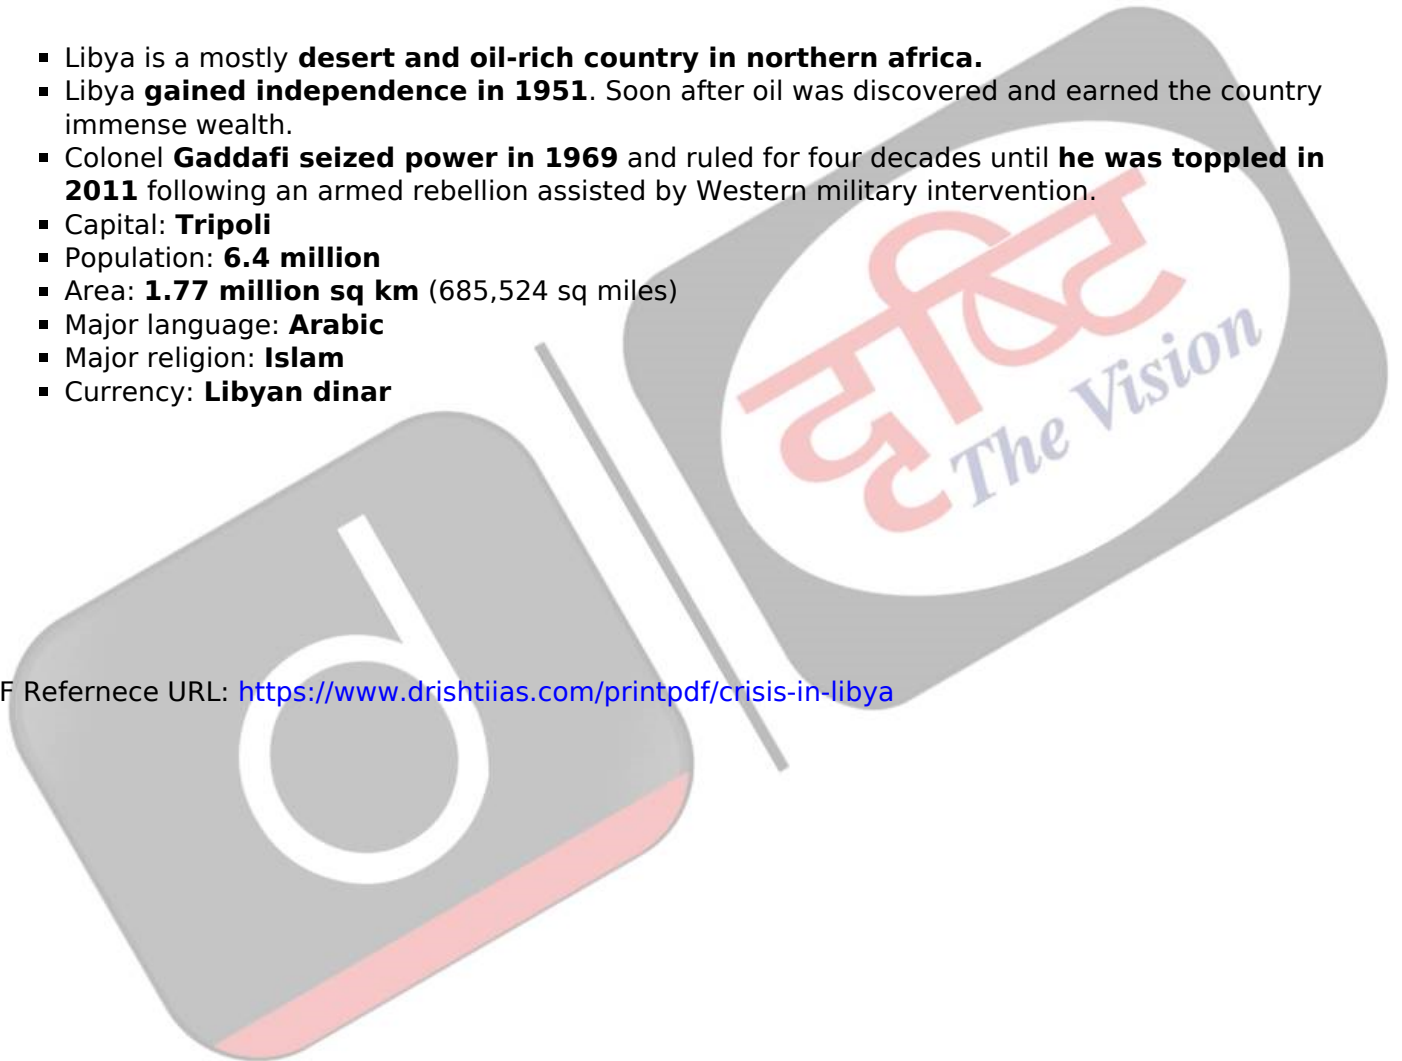 ▪ Libya is a mostly desert and oil-rich country in northern africa.
▪ Libya gained independence in 1951. Soon after oil was discovered and earned the country
immense wealth.
▪ Colonel Gaddafi seized power in 1969 and ruled for four decades until he was toppled in
2011 following an armed rebellion assisted by Western military intervention.
▪ Capital: Tripoli
▪ Population: 6.4 million
▪ Area: 1.77 million sq km (685,524 sq miles)
▪ Major language: Arabic
▪ Major religion: Islam
▪ Currency: Libyan dinar
दृष्टि
The Vision
d
F Refernece URL: https://www.drishtiias.com/printpdf/crisis-in-libya